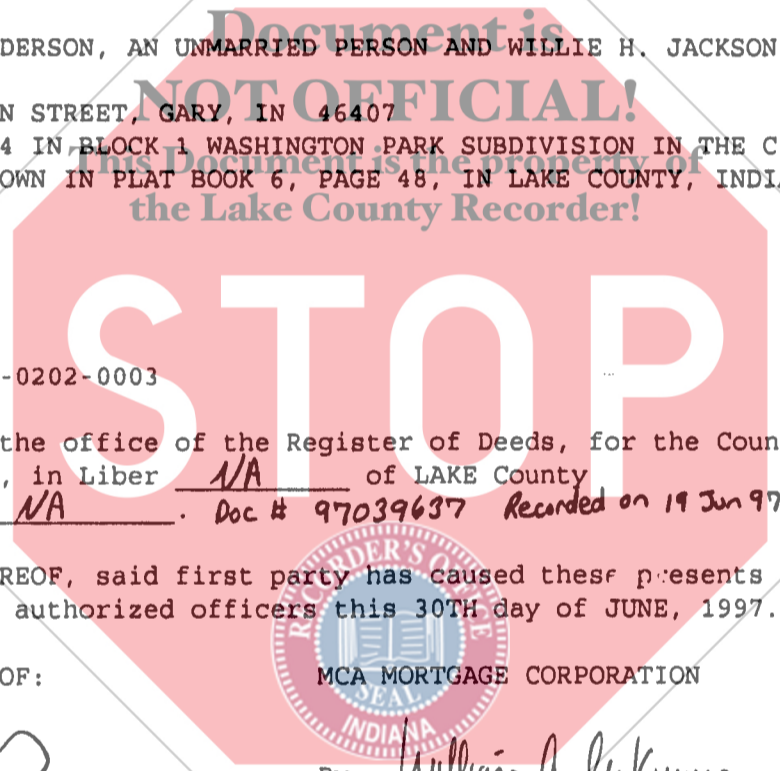 Document is
DERSON, AN UNMARRIED PERSON AND WILLIE H. JACKSON
NOT OFFICIAL!
N STREET, GARY, IN 46407
4 IN BLOCK 1 WASHINGTON PARK SUBDIVISION IN THE C
This Document is the property of
OWN IN PLAT BOOK 6, PAGE 48, IN LAKE COUNTY, INDI
the Lake County Recorder!
STOP
-0202-0003
the office of the Register of Deeds, for the Coun
, in Liber N/A of LAKE County
N/A . Doc # 97039637 Recorded on 19 Jun 97
RECORDER'S OFFICE
REOF, said first party has caused these presents
authorized officers this 30TH day of JUNE, 1997.
OF: MCA MORTGAGE CORPORATION
SEAL
INDIANA